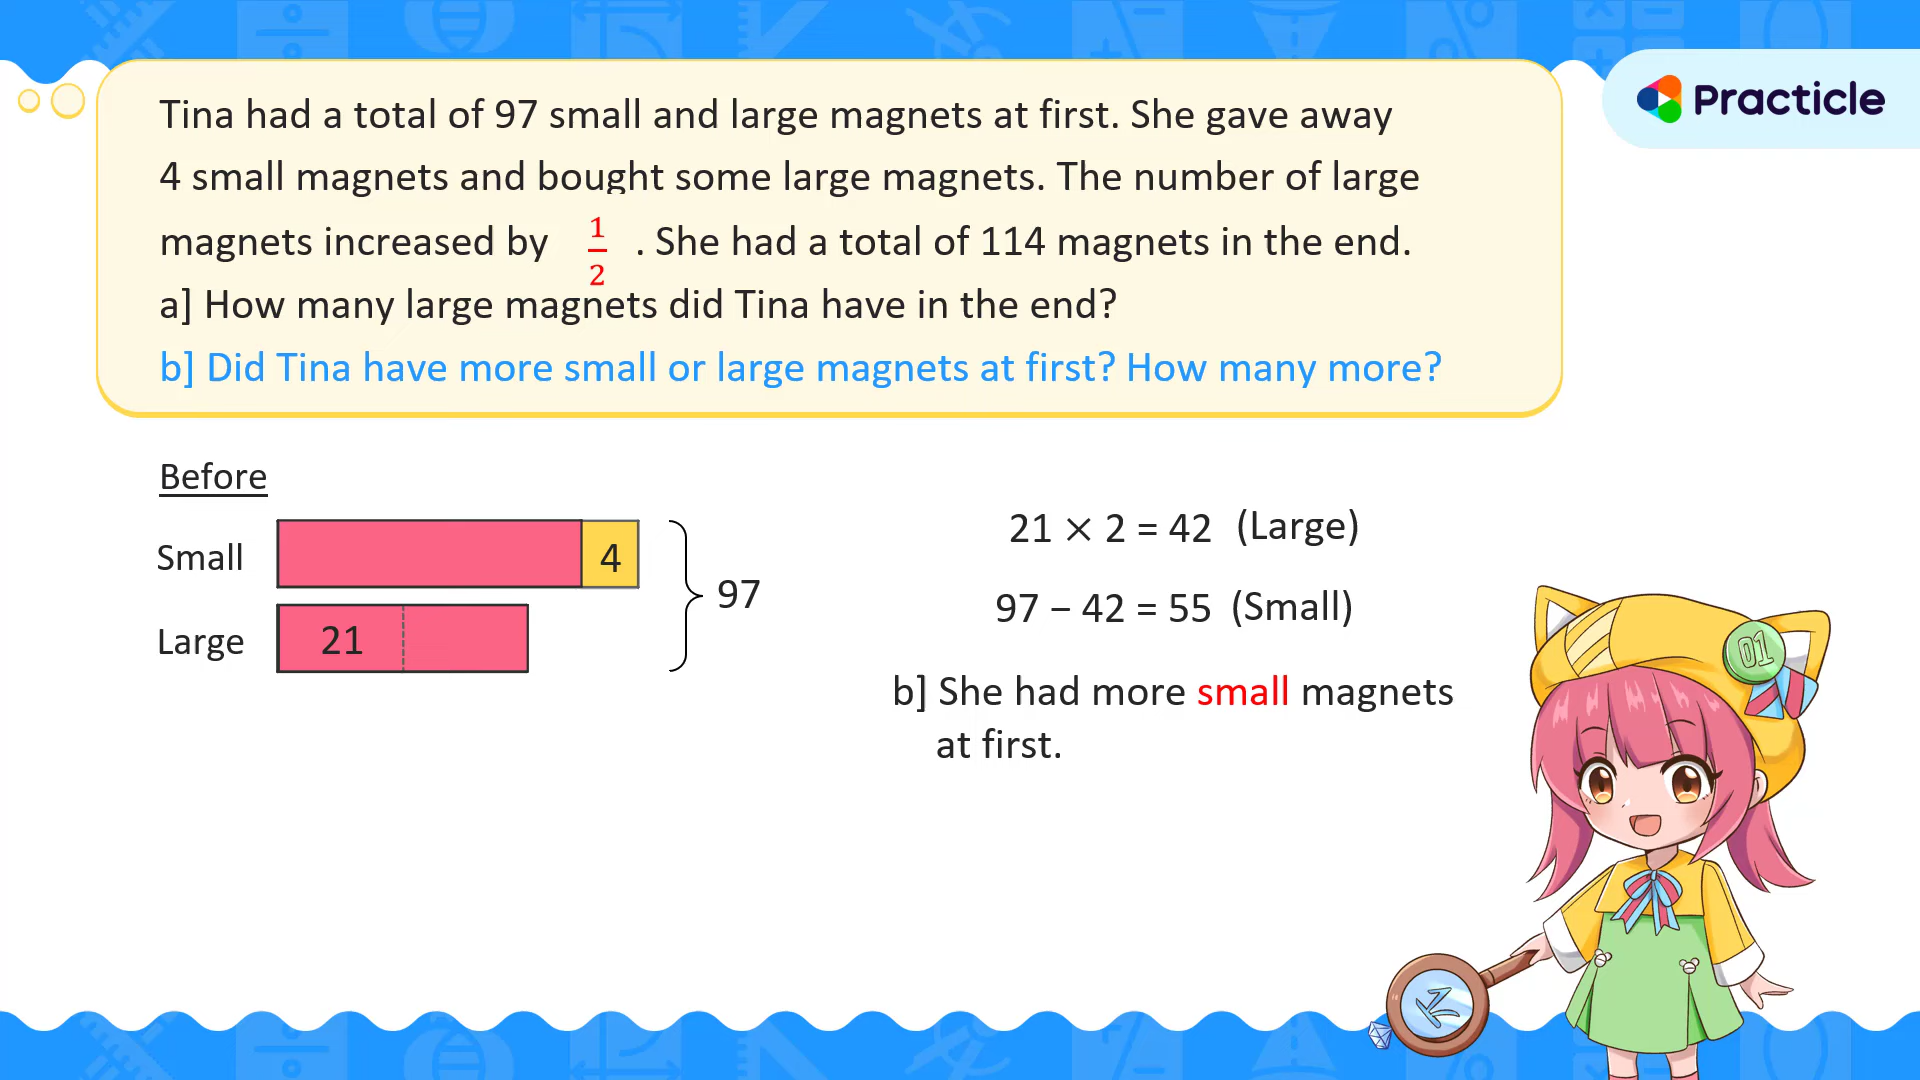 Practicle
Tina had a total of 97 small and large magnets at first. She gave away
4 small magnets and bought some large magnets. The number of large
magnets increased by 1/2 . She had a total of 114 magnets in the end.
a] How many large magnets did Tina have in the end?
b] Did Tina have more small or large magnets at first? How many more?
Before
Small 4
Large 21
97
21 × 2 = 42 (Large)
97 − 42 = 55 (Small)
b] She had more small magnets
at first.
01